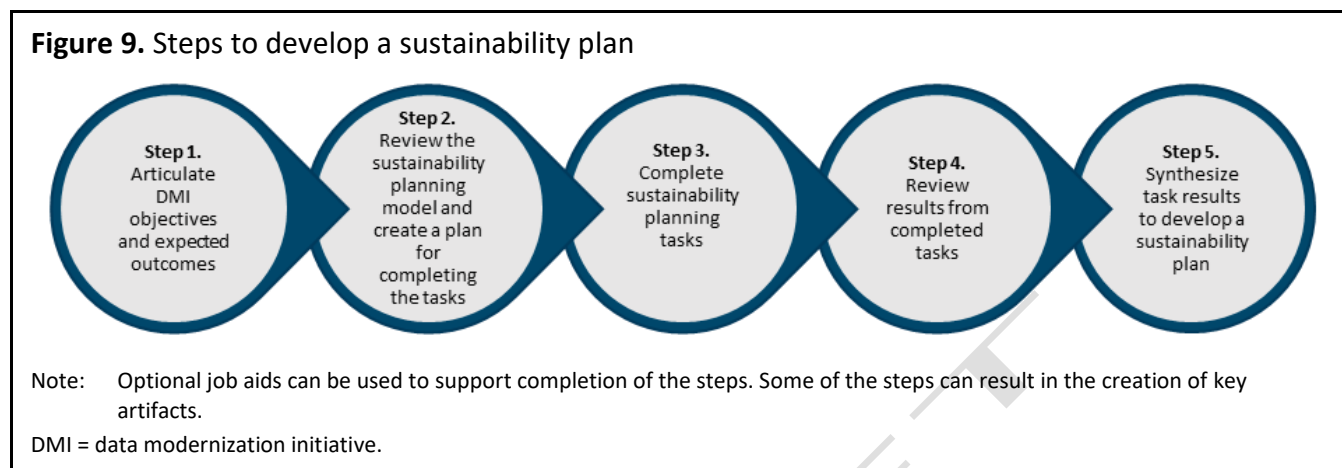 Figure 9. Steps to develop a sustainability plan
Step 1.
Articulate
DMI
objectives
and expected
outcomes
Step 2.
Review the
sustainability
planning
model and
create a plan
for
completing
the tasks
Step 3.
Complete
sustainability
planning
tasks
Step 4.
Review
results from
completed
tasks
Step 5.
Synthesize
task results
to develop a
sustainability
plan
Note: Optional job aids can be used to support completion of the steps. Some of the steps can result in the creation of key
artifacts.
DMI = data modernization initiative.